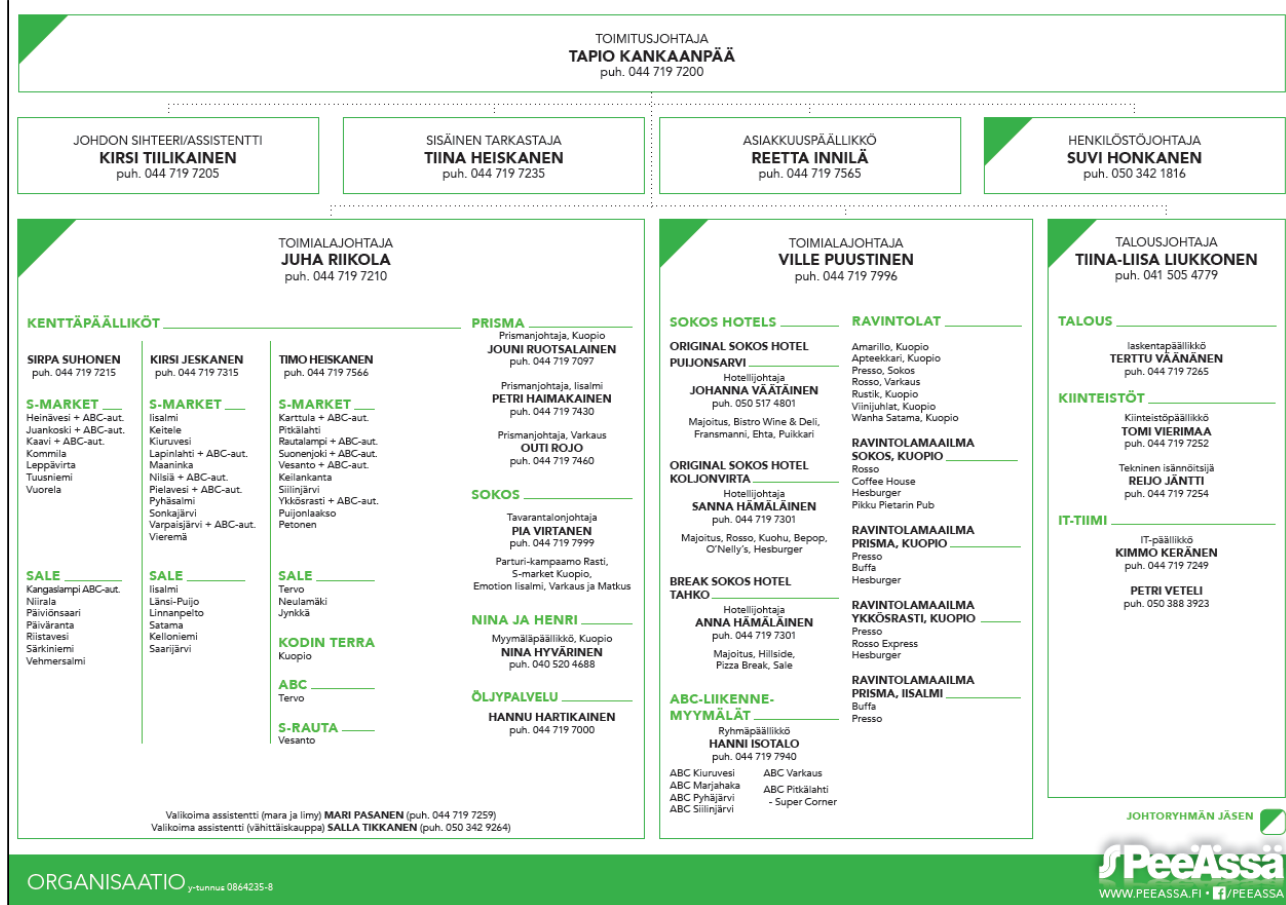 TOIMITUSJOHTAJA
TAPIO KANKAANPÄÄ
puh. 044 719 7200
JOHDON SIHTEERI/ASSISTENTTI
KIRSI TIILIKAINEN
puh. 044 719 7205
SISÄINEN TARKASTAJA
TIINA HEISKANEN
puh. 044 719 7235
ASIAKKUUSPÄÄLLIKKÖ
REETTA INNILÄ
puh. 044 719 7565
HENKILÖSTÖJOHTAJA
SUVI HONKANEN
puh. 050 342 1816
TOIMIALAJOHTAJA
JUHA RIIKOLA
puh. 044 719 7210
KENTTÄPÄÄLLIKÖT
SIRPA SUHONEN
puh. 044 719 7215
S-MARKET
Heinävesi + ABC-aut.
Juankoski + ABC-aut.
Kaavi + ABC-aut.
Kommila
Leppävirta
Tuusniemi
Vuorela
SALE
Kangaslampi ABC-aut.
Niirala
Päiviönsaari
Päiväranta
Riistavesi
Särkiniemi
Vehmersalmi
KIRSI JESKANEN
puh. 044 719 7315
S-MARKET
Iisalmi
Keitele
Kiuruvesi
Lapinlahti + ABC-aut.
Maaninka
Nilsiä + ABC-aut.
Pielavesi + ABC-aut.
Pyhäsalmi
Sonkajärvi
Varpaisjärvi + ABC-aut.
Vieremä
SALE
Iisalmi
Länsi-Puijo
Linnanpelto
Satama
Kelloniemi
Saarijärvi
TIMO HEISKANEN
puh. 044 719 7566
S-MARKET
Karttula + ABC-aut.
Pitkälahti
Rautalampi + ABC-aut.
Suonenjoki + ABC-aut.
Vesanto + ABC-aut.
Keilankanta
Siilinjärvi
Ykkösrasti + ABC-aut.
Puijonlaakso
Petonen
SALE
Tervo
Neulamäki
Jynkkä
KODIN TERRA
Kuopio
ABC
Tervo
S-RAUTA
Vesanto
PRISMA
Prismanjohtaja, Kuopio
JOUNI RUOTSALAINEN
puh. 044 719 7097
Prismanjohtaja, Iisalmi
PETRI HAIMAKAINEN
puh. 044 719 7430
Prismanjohtaja, Varkaus
OUTI ROJO
puh. 044 719 7460
SOKOS
Tavarantalonjohtaja
PIA VIRTANEN
puh. 044 719 7999
Parturi-kampaamo Rasti,
S-market Kuopio,
Emotion Iisalmi, Varkaus ja Matkus
NINA JA HENRI
Myymäläpäällikkö, Kuopio
NINA HYVÄRINEN
puh. 040 520 4688
ÖLJYPALVELU
HANNU HARTIKAINEN
puh. 044 719 7000
Valikoima assistentti (mara ja limy) MARI PASANEN (puh. 044 719 7259)
Valikoima assistentti (vähittäiskauppa) SALLA TIKKANEN (puh. 050 342 9264)
TOIMIALAJOHTAJA
VILLE PUUSTINEN
puh. 044 719 7996
SOKOS HOTELS
ORIGINAL SOKOS HOTEL
PUIJONSARVI
Hotellijohtaja
JOHANNA VÄÄTÄINEN
puh. 050 517 4801
Majoitus, Bistro Wine & Deli,
Fransmanni, Ehta, Puikkari
ORIGINAL SOKOS HOTEL
KOLJONVIRTA
Hotellijohtaja
SANNA HÄMÄLÄINEN
puh. 044 719 7301
Majoitus, Rosso, Kuohu, Bepop,
O'Nelly's, Hesburger
BREAK SOKOS HOTEL
TAHKO
Hotellijohtaja
ANNA HÄMÄLÄINEN
puh. 044 719 7301
Majoitus, Hillside,
Pizza Break, Sale
ABC-LIIKENNE-
MYYMÄLÄT
Ryhmäpäällikkö
HANNI ISOTALO
puh. 044 719 7940
ABC Kiuruvesi
ABC Marjahaka
ABC Pyhäjärvi
ABC Siilinjärvi
ABC Varkaus
ABC Pitkälahti
- Super Corner
RAVINTOLAT
Amarillo, Kuopio
Apteekkari, Kuopio
Presso, Sokos
Rosso, Varkaus
Rustik, Kuopio
Viinijuhlat, Kuopio
Wanha Satama, Kuopio
RAVINTOLAMAAILMA
SOKOS, KUOPIO
Rosso
Coffee House
Hesburger
Pikku Pietarin Pub
RAVINTOLAMAAILMA
PRISMA, KUOPIO
Presso
Buffa
Hesburger
RAVINTOLAMAAILMA
YKKÖSRASTI, KUOPIO
Presso
Rosso Express
Hesburger
RAVINTOLAMAAILMA
PRISMA, IISALMI
Buffa
Presso
TALOUSJOHTAJA
TIINA-LIISA LIUKKONEN
puh. 041 505 4779
TALOUS
laskentapäällikkö
TERTTU VÄÄNÄNEN
puh. 044 719 7265
KIINTEISTÖT
Kiinteistöpäällikkö
TOMI VIERIMAA
puh. 044 719 7252
Tekninen isännöitsijä
REIJO JÄNTTI
puh. 044 719 7254
IT-TIIMI
IT-päällikkö
KIMMO KERÄNEN
puh. 044 719 7249
PETRI VETELI
puh. 050 388 3923
JOHTORYHMÄN JÄSEN
ORGANISAATIO y-tunnus 0864235-8
PeeÄssä
WWW.PEEASSA.FI • f/PEEASSA